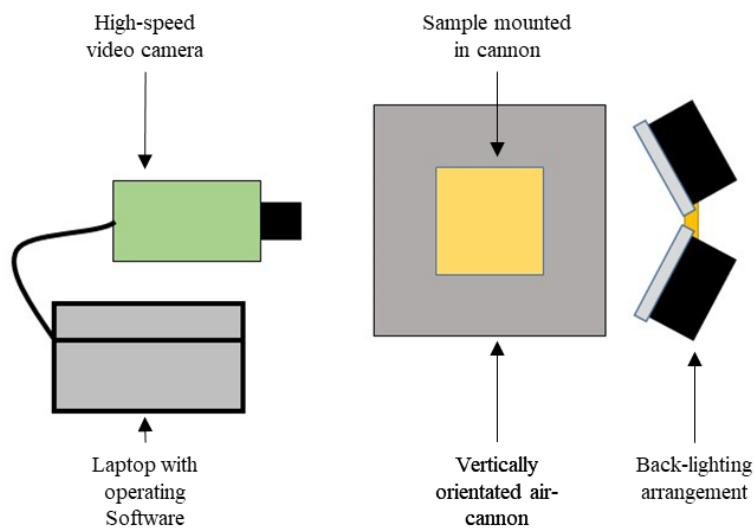 High-speed
video camera
Sample mounted
in cannon
Laptop with
operating
Software
Vertically
orientated air-
cannon
Back-lighting
arrangement